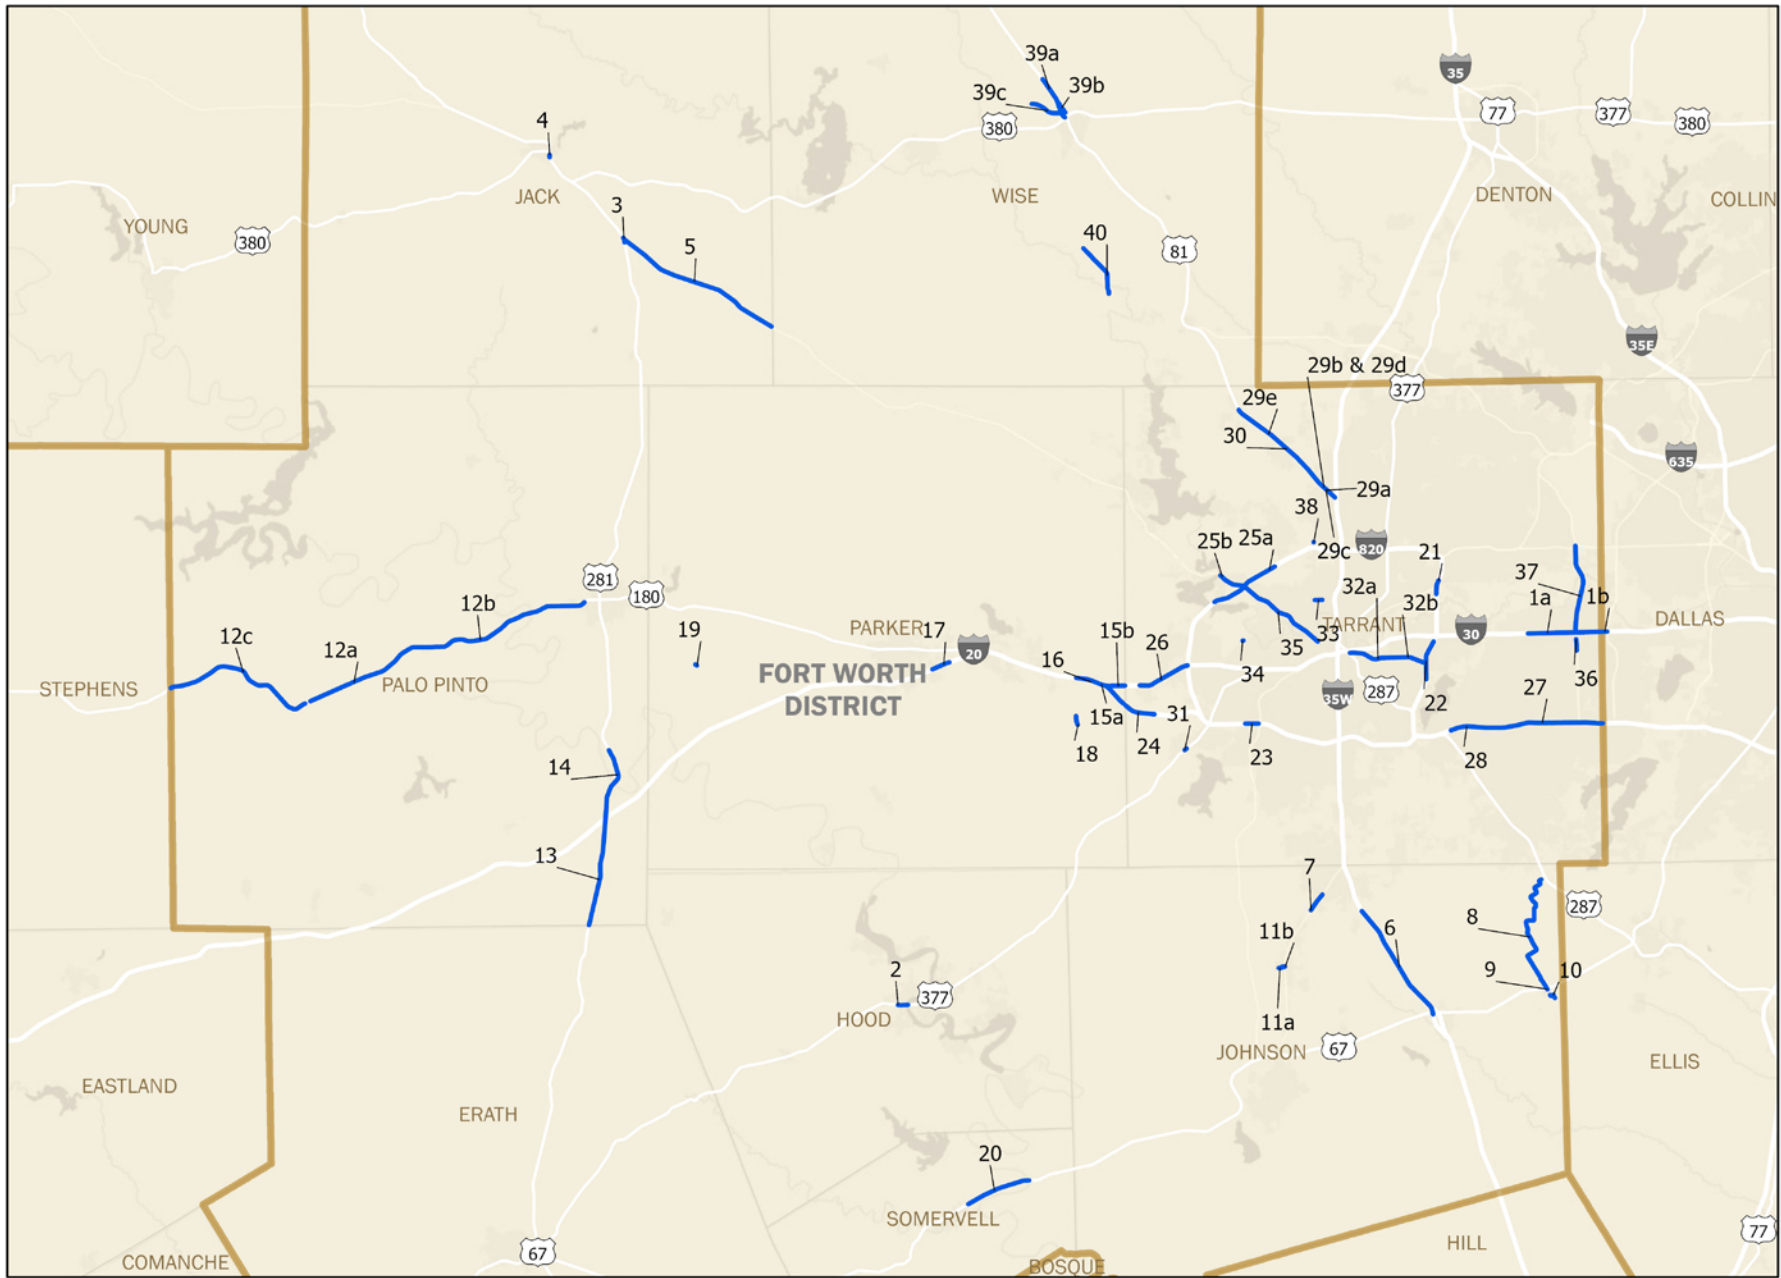 39a
35
39b
39c
77
377
380
380
4
JACK
WISE
DENTON
COLLIN
3
YOUNG
380
40
5
81
35E
29b & 29d
377
29e
30
635
29a
38
25b
25a
29c
820
21
281
180
32a
37
12b
32b
1a
1b
19
PARKER
17
33
TARRANT
30
DALLAS
12c
12a
15b
26
35
20
16
FORT WORTH
DISTRICT
34
36
STEPHENS
PALO PINTO
35W
287
27
15a
31
22
18
24
23
28
14
13
7
287
8
11b
6
2
377
9
10
HOOD
11a
JOHNSON
67
ELLIS
EASTLAND
ERATH
20
SOMERVELL
77
HILL
67
COMANCHE
BOSQUE